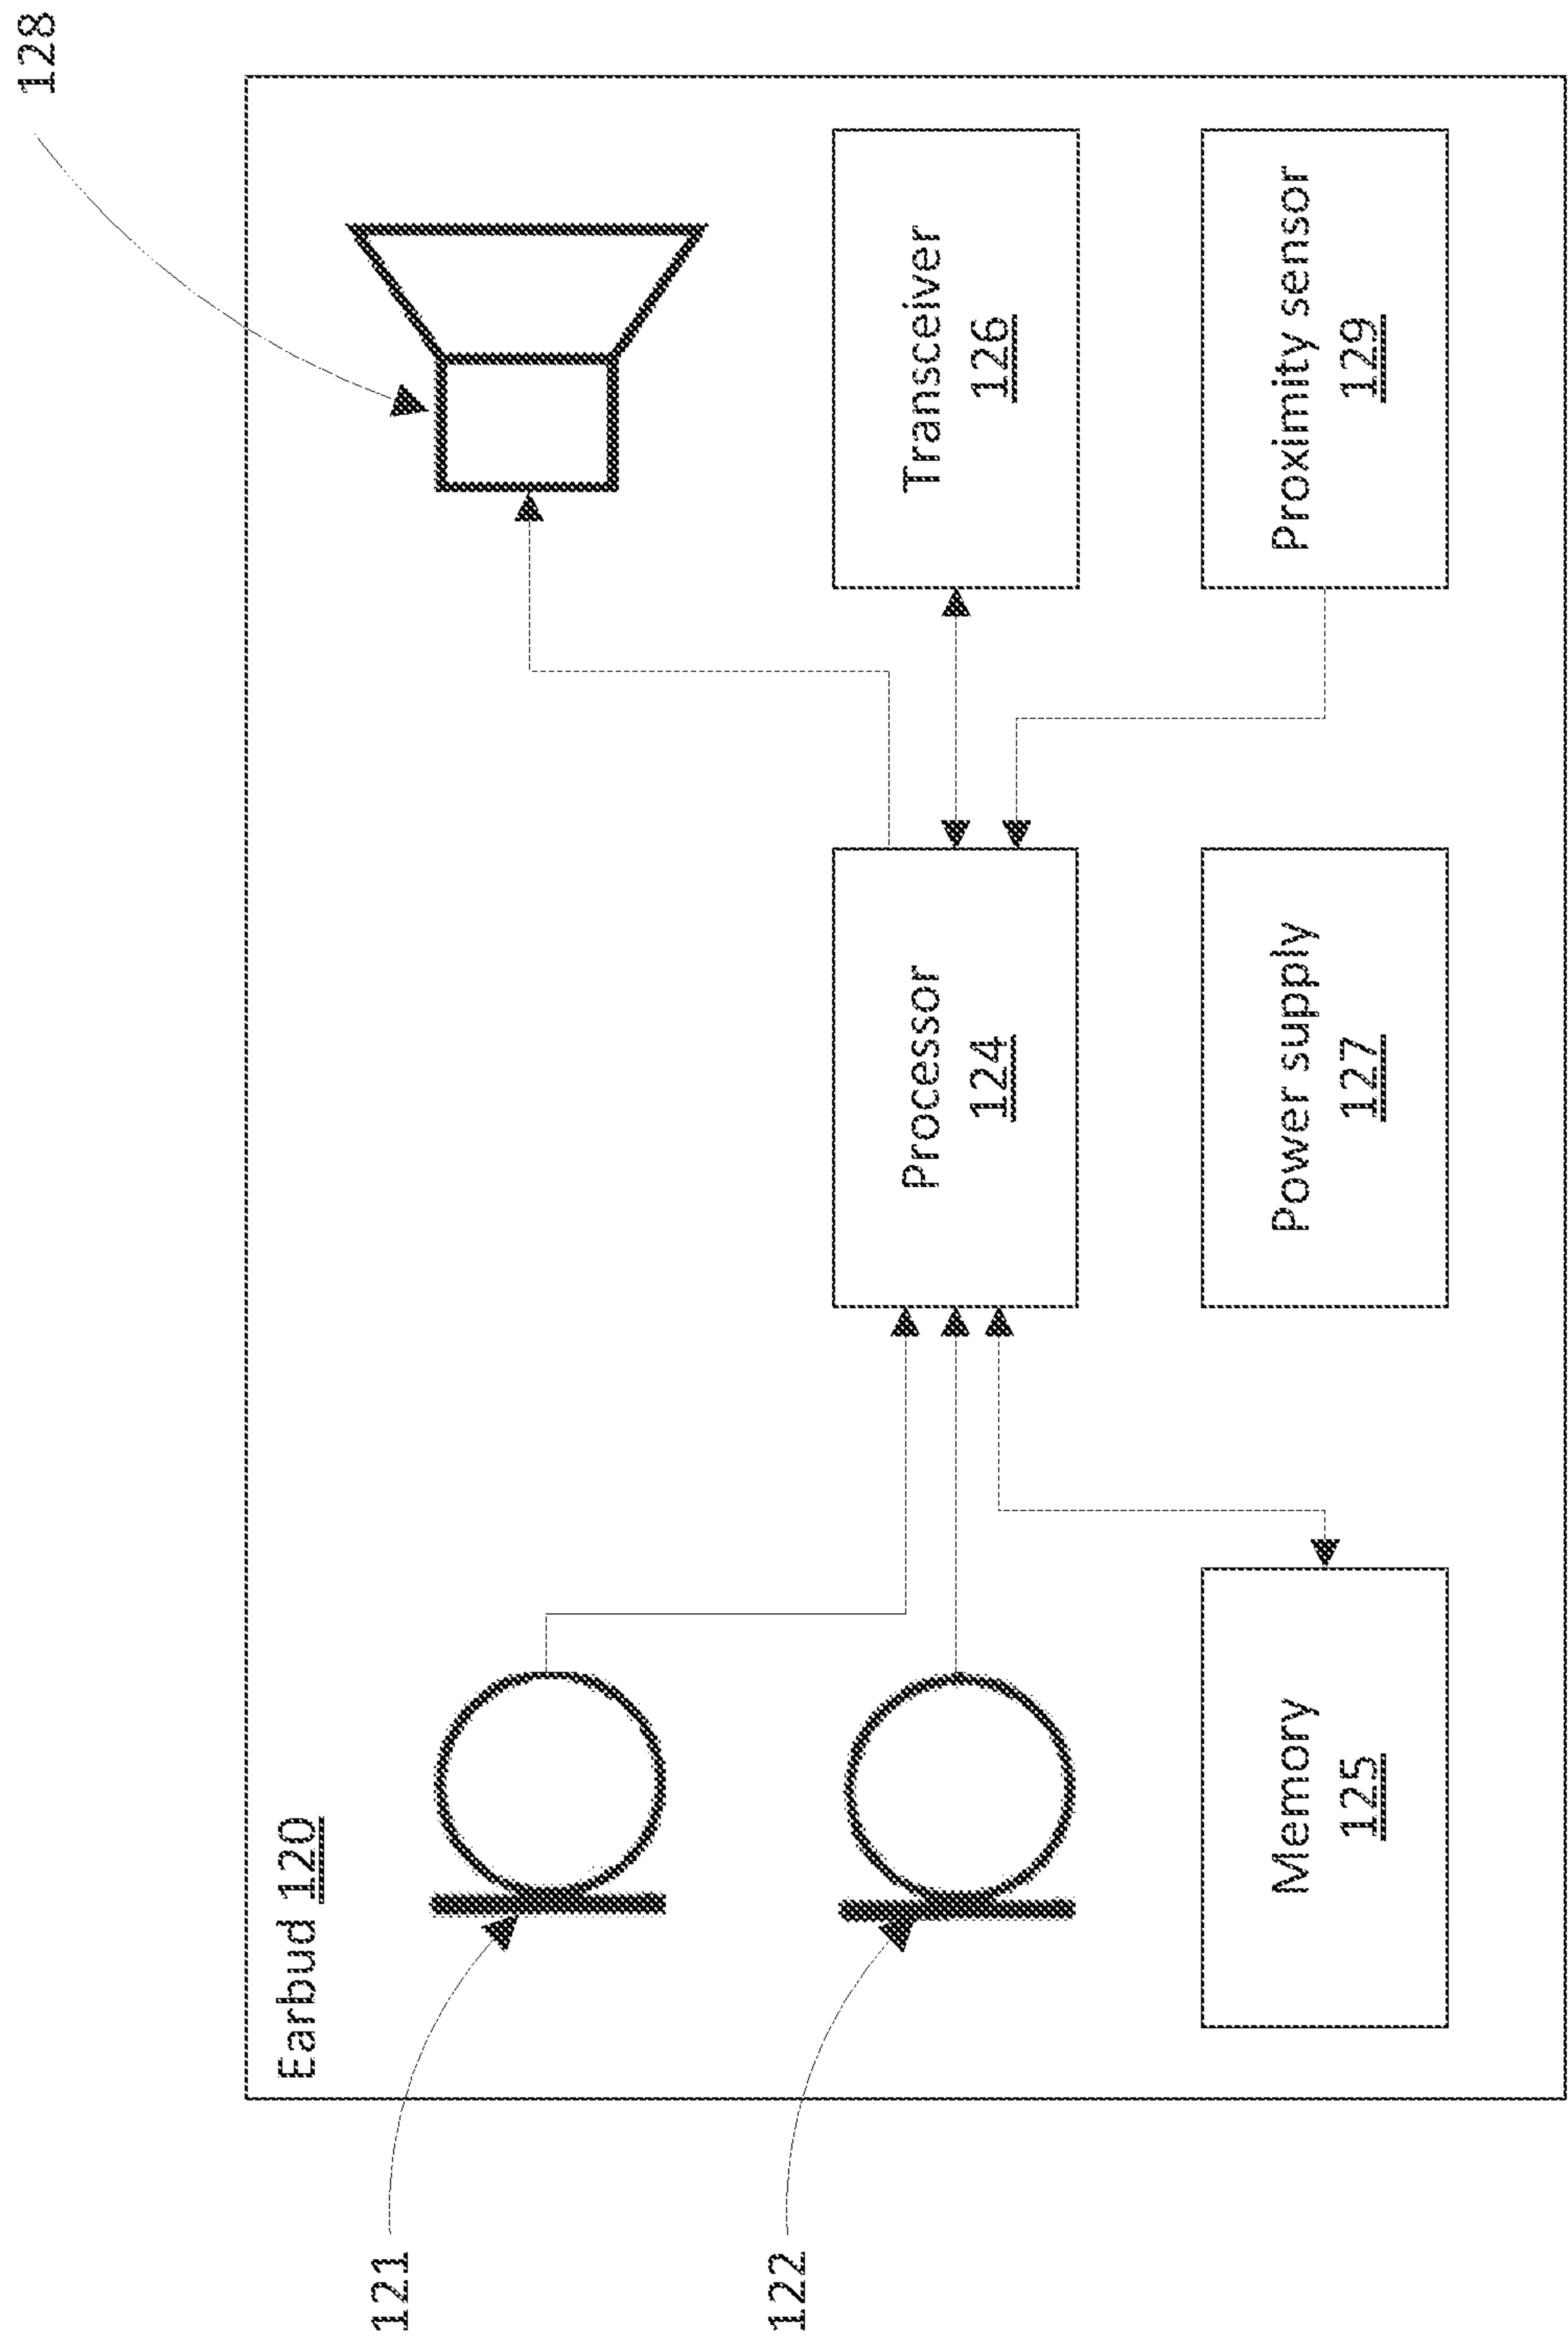 128
Earbud 120
121
122
Processor
124
Transceiver
126
Memory
125
Power supply
127
Proximity sensor
129